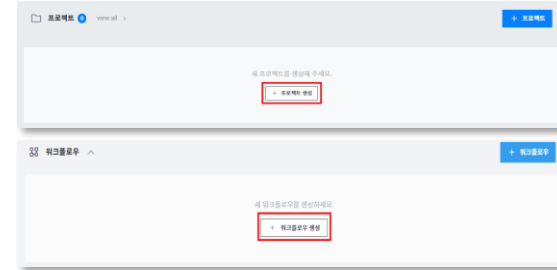 프로젝트 0 view all >
+ 프로젝트
새 프로젝트를 생성해 주세요.
+ 프로젝트 생성
워크플로우
+ 워크플로우
새 워크플로우를 생성하세요.
+ 워크플로우 생성